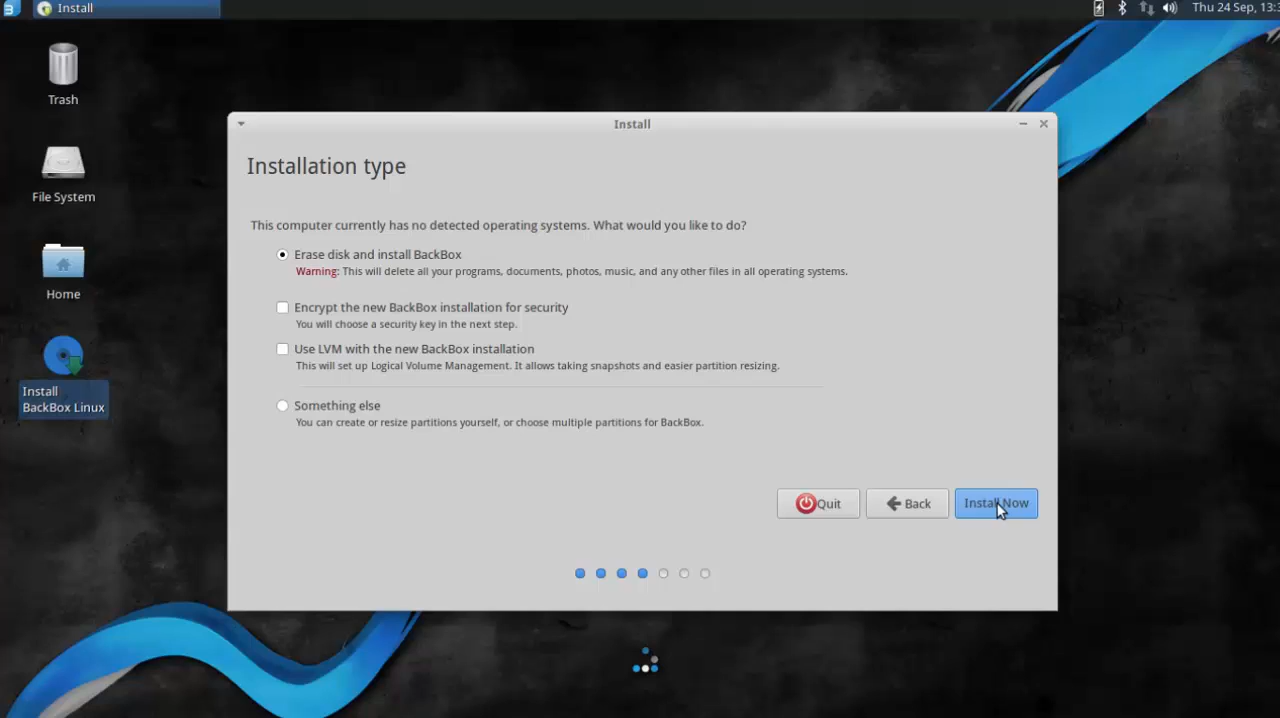 Install
Thu 24 Sep, 13:3
Trash
File System
Home
Install
BackBox Linux
Install
Installation type
This computer currently has no detected operating systems. What would you like to do?
Erase disk and install BackBox
Warning: This will delete all your programs, documents, photos, music, and any other files in all operating systems.
Encrypt the new BackBox installation for security
You will choose a security key in the next step.
Use LVM with the new BackBox installation
This will set up Logical Volume Management. It allows taking snapshots and easier partition resizing.
Something else
You can create or resize partitions yourself, or choose multiple partitions for BackBox.
Quit
Back
Install Now